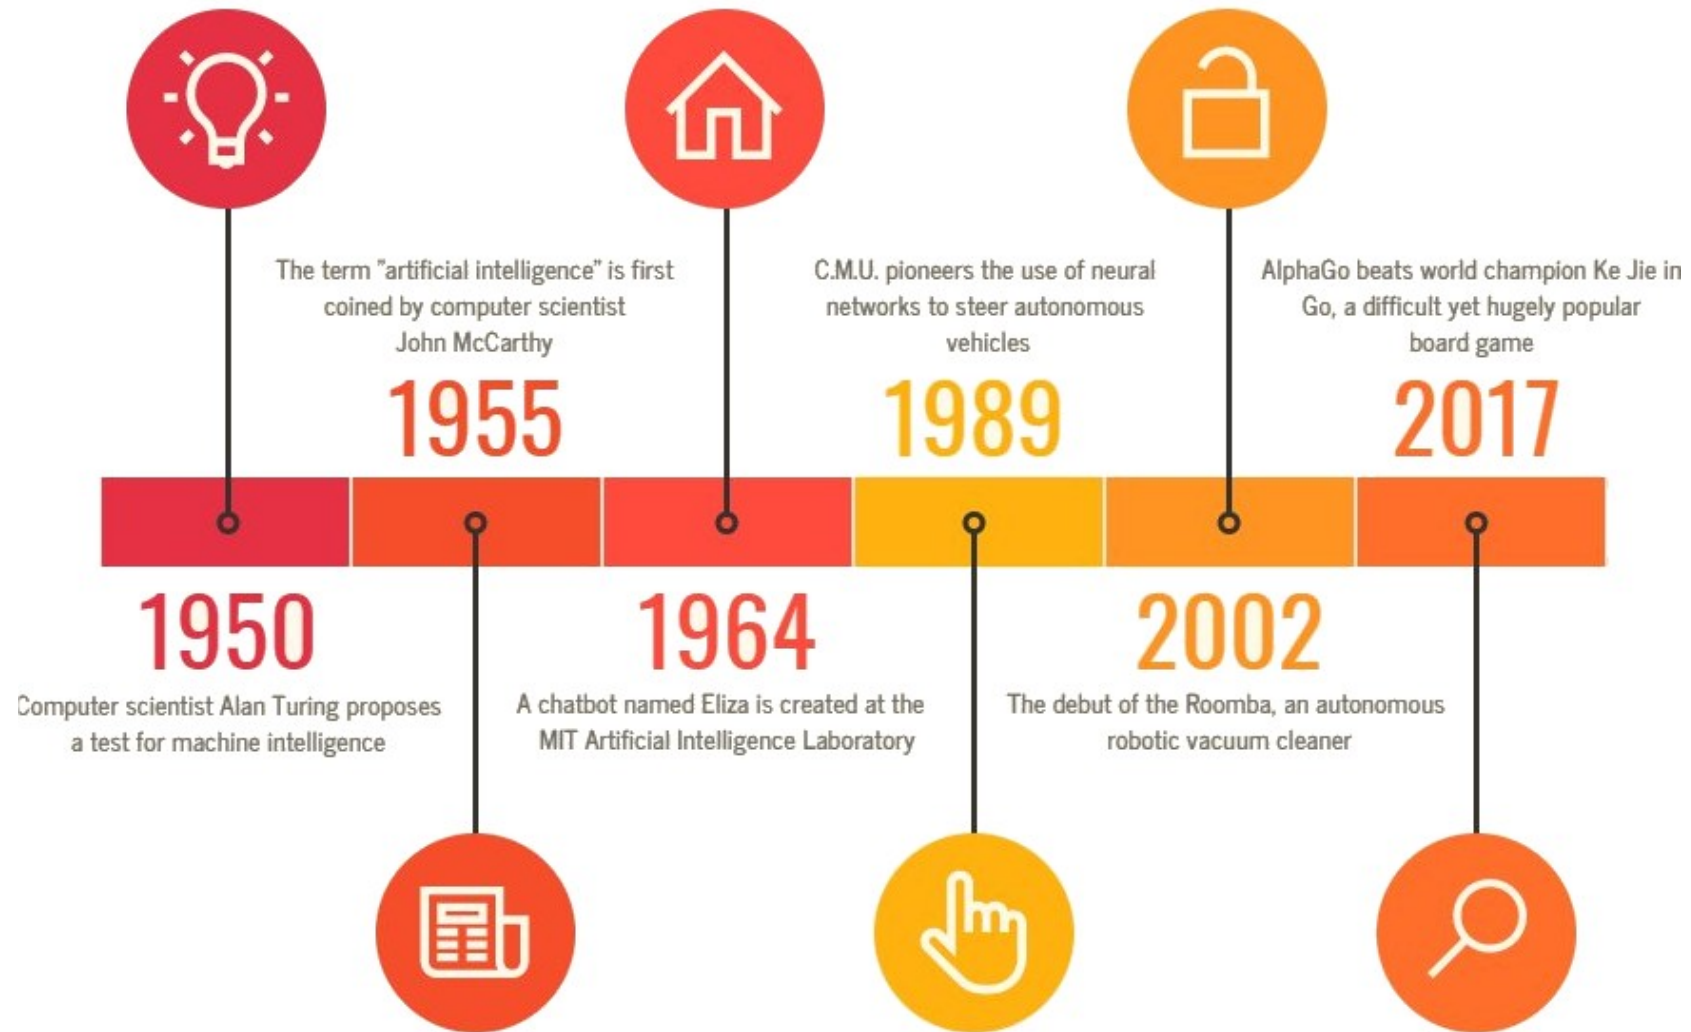 The term "artificial intelligence" is first
coined by computer scientist
John McCarthy
1955
C.M.U. pioneers the use of neural
networks to steer autonomous
vehicles
1989
AlphaGo beats world champion Ke Jie in
Go, a difficult yet hugely popular
board game
2017
1950
Computer scientist Alan Turing proposes
a test for machine intelligence
1964
A chatbot named Eliza is created at the
MIT Artificial Intelligence Laboratory
2002
The debut of the Roomba, an autonomous
robotic vacuum cleaner